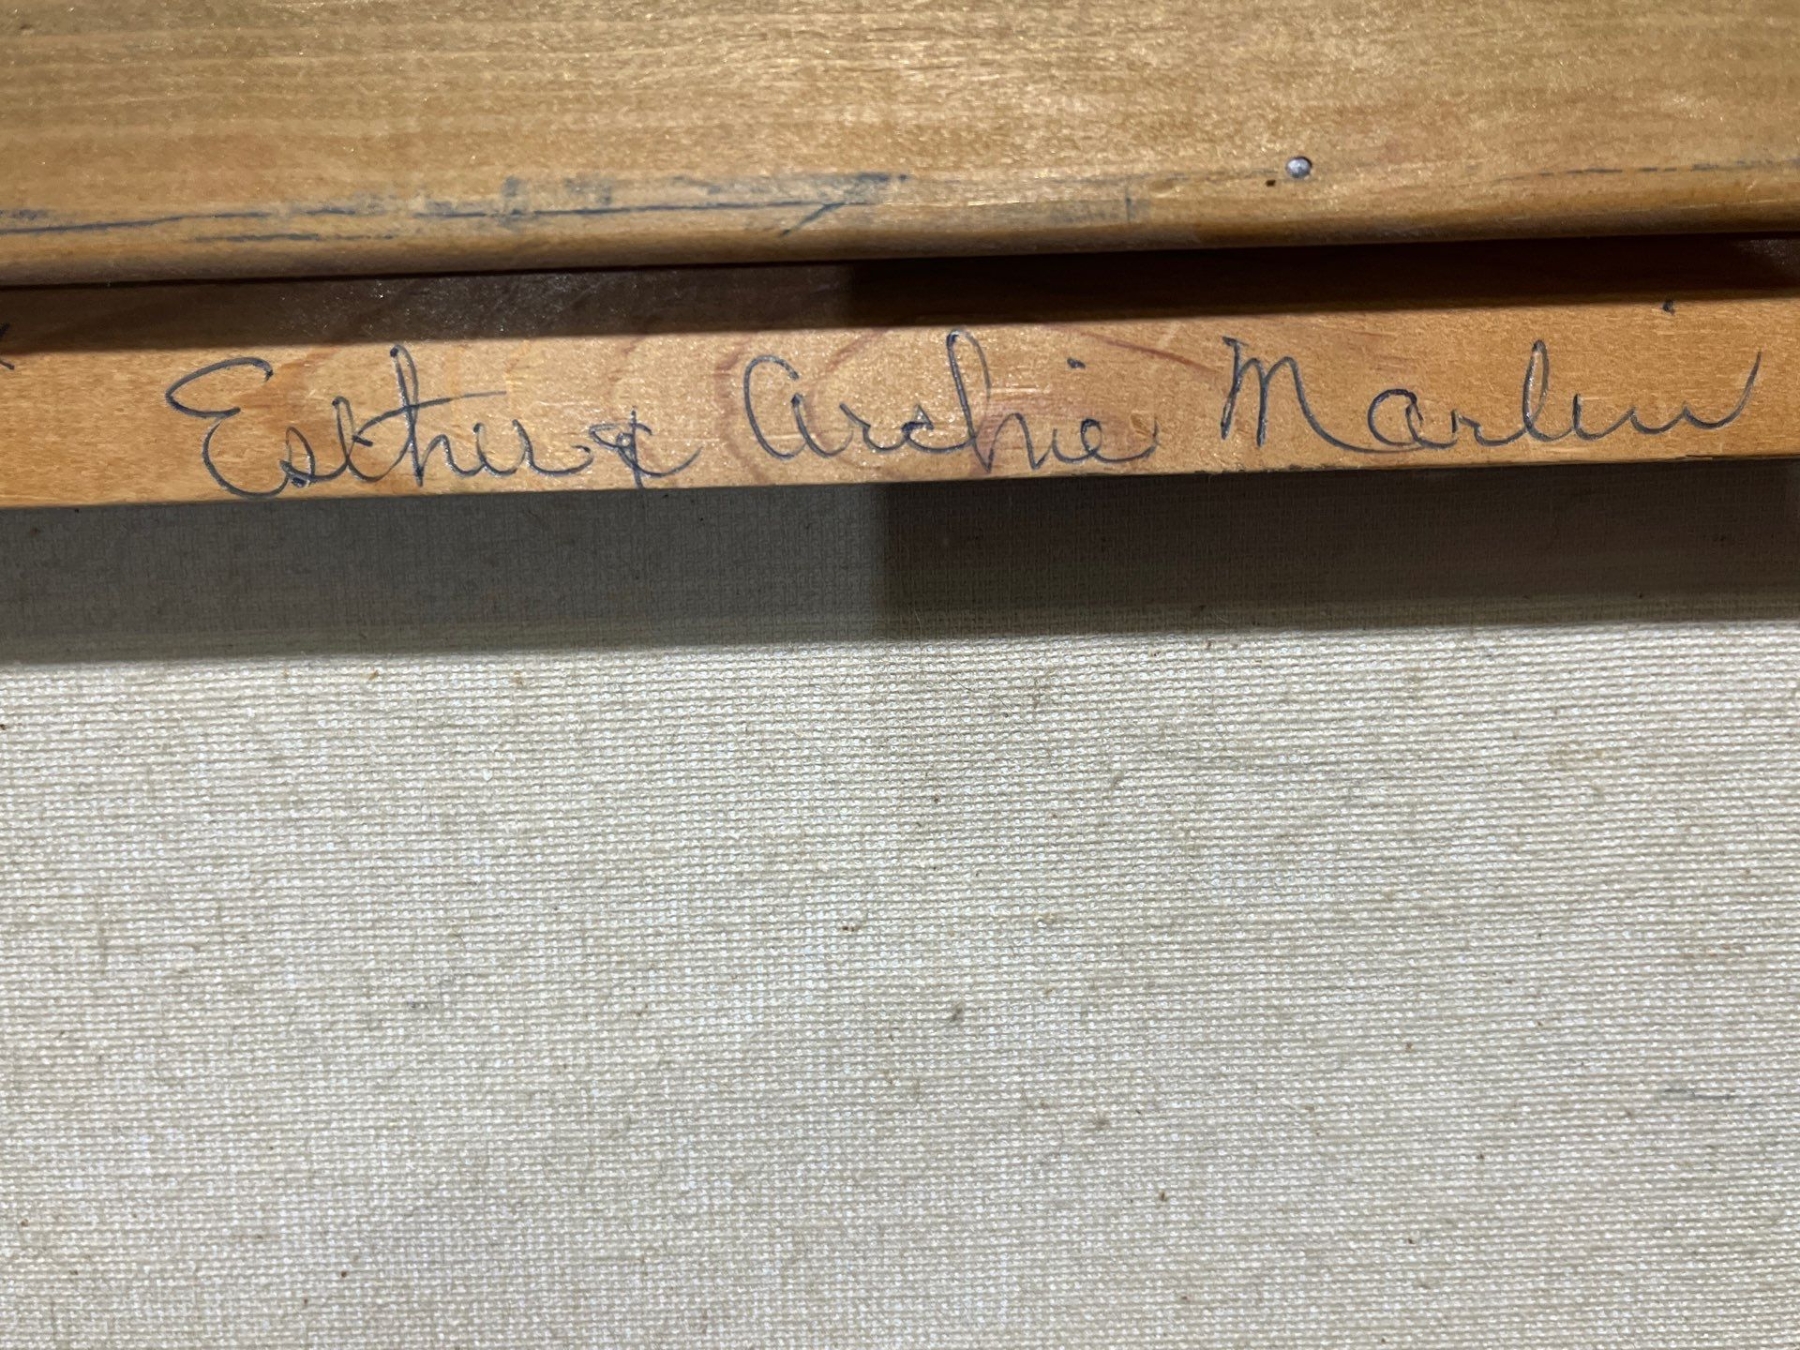 Esther & Archie Marlin